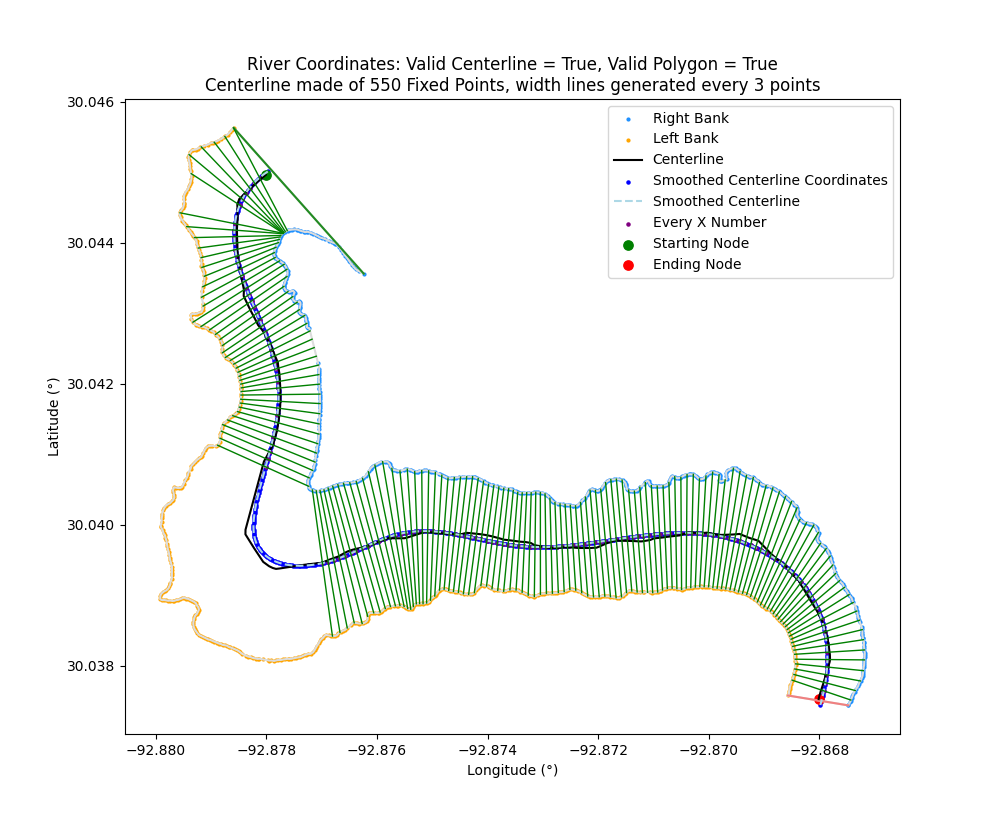 River Coordinates: Valid Centerline = True, Valid Polygon = True
Centerline made of 550 Fixed Points, width lines generated every 3 points
Right Bank
Left Bank
Centerline
Smoothed Centerline Coordinates
Smoothed Centerline
Every X Number
Starting Node
Ending Node
30.046
30.044
30.042
30.040
30.038
Latitude (°)
−92.880
−92.878
−92.876
−92.874
−92.872
−92.870
−92.868
Longitude (°)